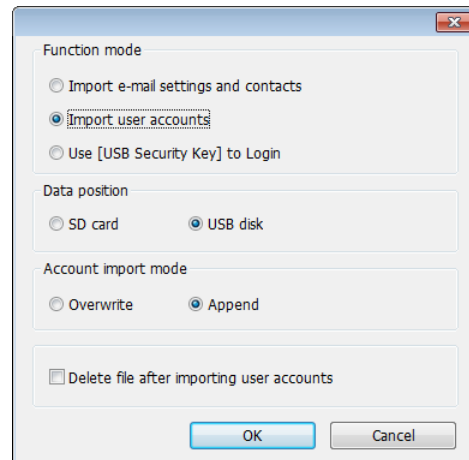 Function mode
Import e-mail settings and contacts
Import user accounts
Use [USB Security Key] to Login
Data position
SD card USB disk
Account import mode
Overwrite Append
Delete file after importing user accounts
OK Cancel